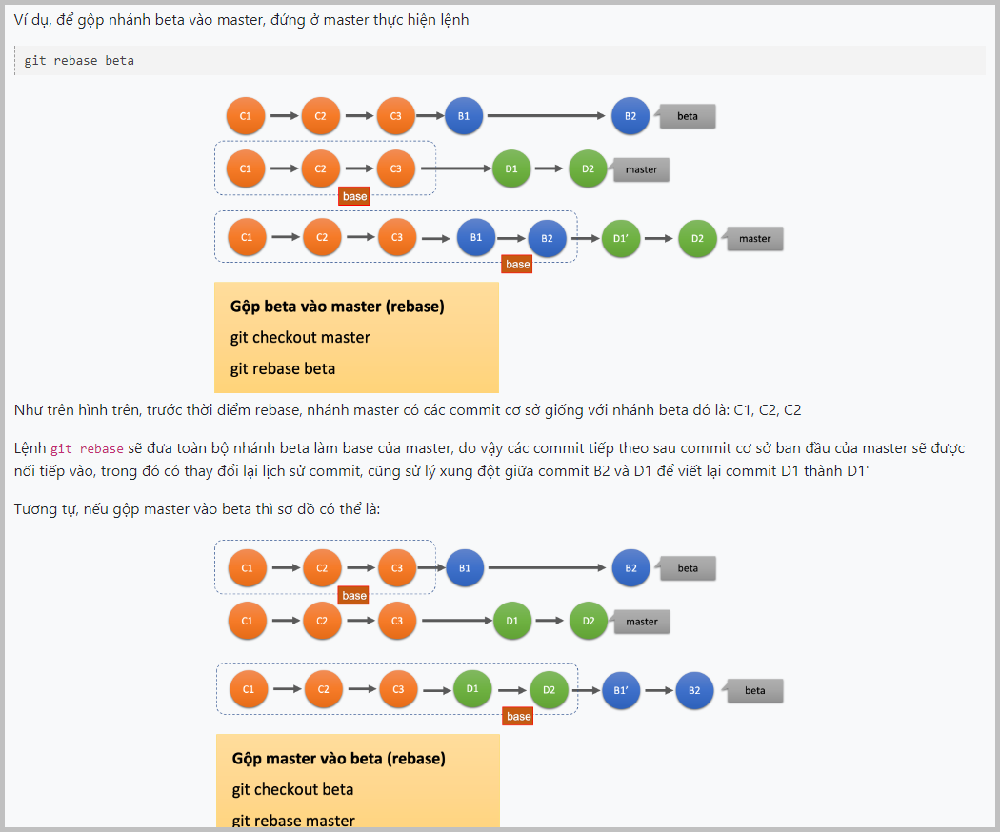 Ví dụ, để gộp nhánh beta vào master, đứng ở master thực hiện lệnh
git rebase beta
C1 C2 C3 B1 B2 beta
C1 C2 C3 D1 D2 master
base
C1 C2 C3 B1 B2 D1' D2 master
base
Gộp beta vào master (rebase)
git checkout master
git rebase beta
Như trên hình trên, trước thời điểm rebase, nhánh master có các commit cơ sở giống với nhánh beta đó là: C1, C2, C2
Lệnh git rebase sẽ đưa toàn bộ nhánh beta làm base của master, do vậy các commit tiếp theo sau commit cơ sở ban đầu của master sẽ được
nối tiếp vào, trong đó có thay đổi lại lịch sử commit, cũng sử lý xung đột giữa commit B2 và D1 để viết lại commit D1 thành D1'
Tương tự, nếu gộp master vào beta thì sơ đồ có thể là:
C1 C2 C3 B1 B2 beta
base
C1 C2 C3 D1 D2 master
C1 C2 C3 D1 D2 B1' B2 beta
base
Gộp master vào beta (rebase)
git checkout beta
git rebase master